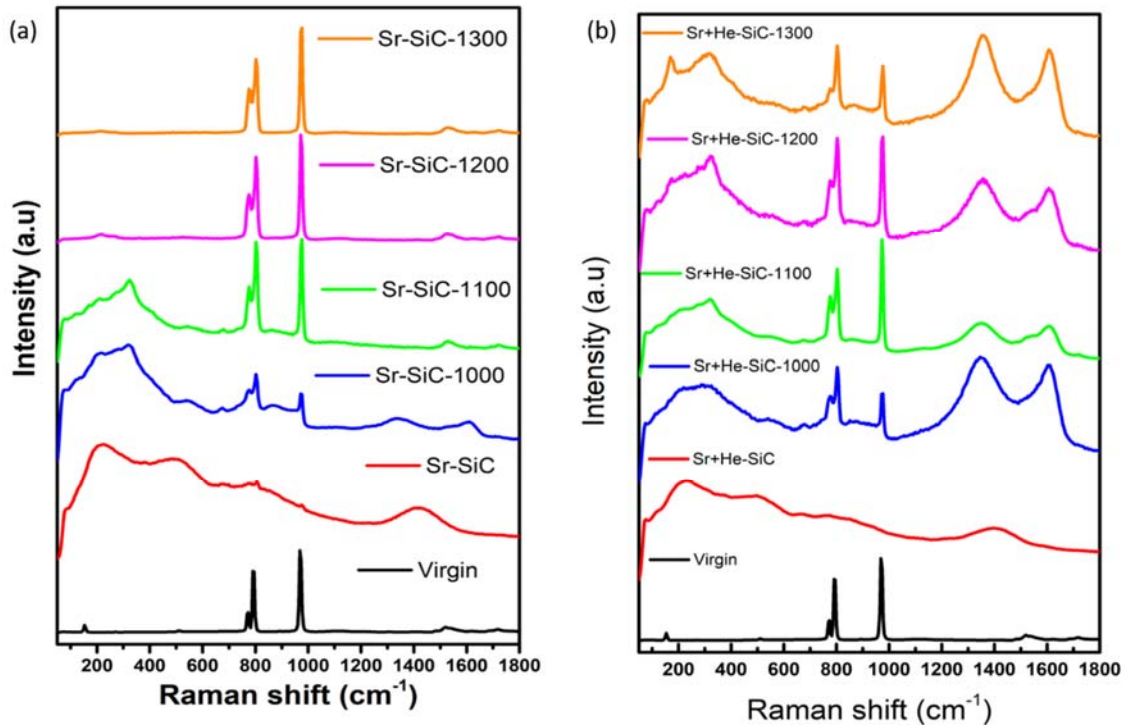 (a)
Sr-SiC-1300
Sr-SiC-1200
Sr-SiC-1100
Sr-SiC-1000
Sr-SiC
Virgin
Intensity (a.u)
200 400 600 800 1000 1200 1400 1600 1800
Raman shift (cm⁻¹)
(b)
Sr+He-SiC-1300
Sr+He-SiC-1200
Sr+He-SiC-1100
Sr+He-SiC-1000
Sr+He-SiC
Virgin
Intensity (a.u)
200 400 600 800 1000 1200 1400 1600 1800
Raman shift (cm⁻¹)